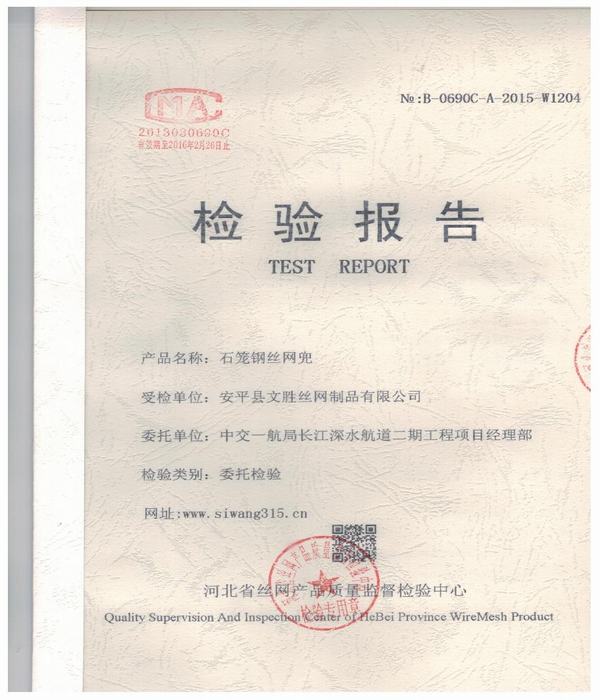 №:B-0690C-A-2015-W1204
MA
2013030690C
有效期至2016年2月26日止
检验报告
TEST REPORT
产品名称：石笼钢丝网兜
受检单位：安平县文胜丝网制品有限公司
委托单位：中交一航局长江深水航道二期工程项目经理部
检验类别：委托检验
网址:www.siwang315.cn
河北省丝网产品质量监督检验中心
检验专用章
Quality Supervision And Inspection Center of HeBei Province WireMesh Product